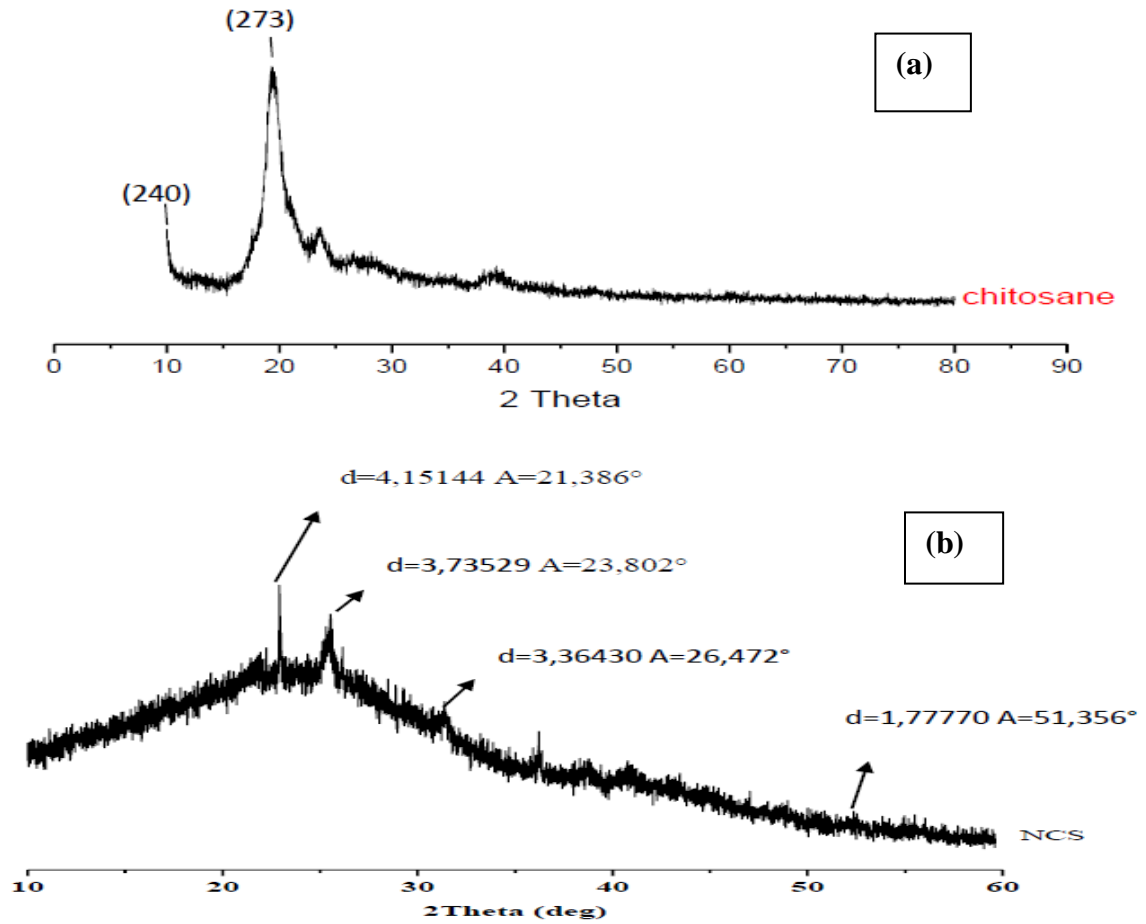 (273)
(a)
(240)
chitosane
0 10 20 30 40 50 60 70 80 90
2 Theta
d=4,15144 A=21,386°
(b)
d=3,73529 A=23,802°
d=3,36430 A=26,472°
d=1,77770 A=51,356°
NCS
10 20 30 40 50 60
2Theta (deg)